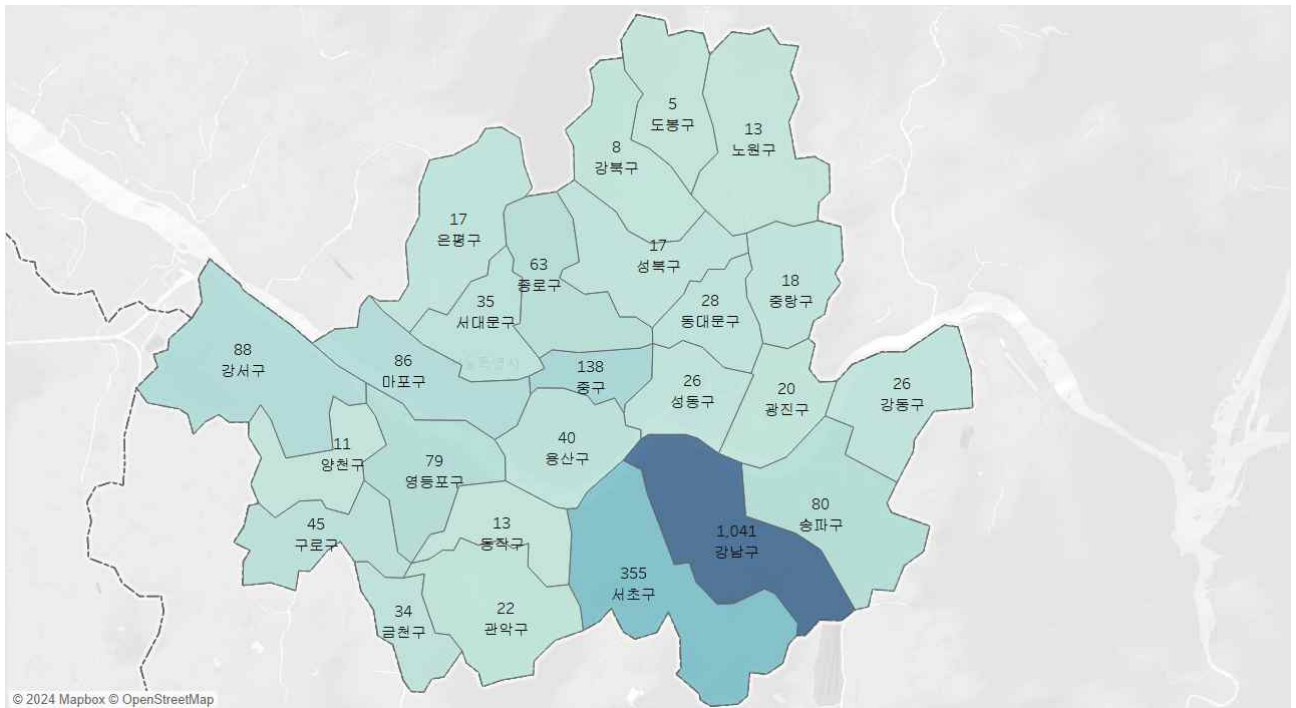 5
도봉구
13
노원구
8
강북구
17
은평구
63
종로구
17
성북구
18
중랑구
35
서대문구
28
동대문구
88
강서구
86
마포구
138
중구
26
성동구
20
광진구
26
강동구
11
양천구
79
영등포구
40
용산구
80
송파구
45
구로구
13
동작구
1,041
강남구
355
서초구
34
금천구
22
관악구
© 2024 Mapbox © OpenStreetMap